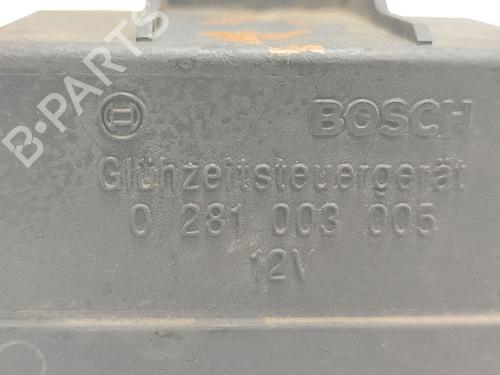 B-PARTS
BOSCH
Glühzeitsteuergerät
0 281 003 005
12V